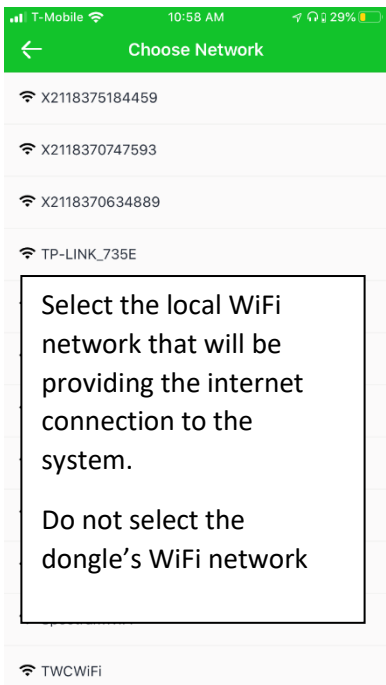 T-Mobile 10:58 AM 29%
Choose Network
X2118375184459
X2118370747593
X2118370634889
TP-LINK_735E
Select the local WiFi
network that will be
providing the internet
connection to the
system.
Do not select the
dongle’s WiFi network
TWCWiFi